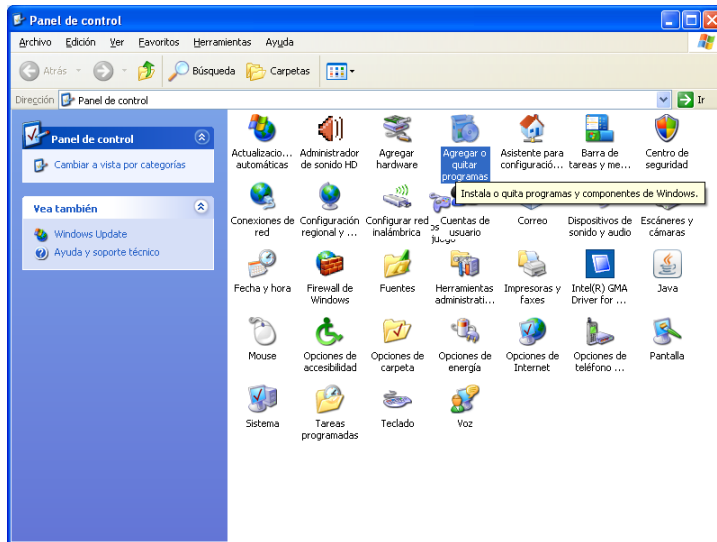 Panel de control
Archivo Edición Ver Favoritos Herramientas Ayuda
Atrás Búsqueda Carpetas
Dirección Panel de control Ir
Panel de control
Cambiar a vista por categorías
Vea también
Windows Update
Ayuda y soporte técnico
Actualizacio...
automáticas
Administrador
de sonido HD
Agregar
hardware
Agregar o
quitar
programas
Asistente para
configuració...
Barra de
tareas y me...
Centro de
seguridad
Instala o quita programas y componentes de Windows.
Conexiones de
red
Configuración
regional y ...
Configurar red
inalámbrica
os
juego
Cuentas de
usuario
Correo
Dispositivos de
sonido y audio
Escáneres y
cámaras
Fecha y hora
Firewall de
Windows
Fuentes
Herramientas
administrati...
Impresoras y
faxes
Intel(R) GMA
Driver for ...
Java
Mouse
Opciones de
accesibilidad
Opciones de
carpeta
Opciones de
energía
Opciones de
Internet
Opciones de
teléfono ...
Pantalla
Sistema
Tareas
programadas
Teclado
Voz